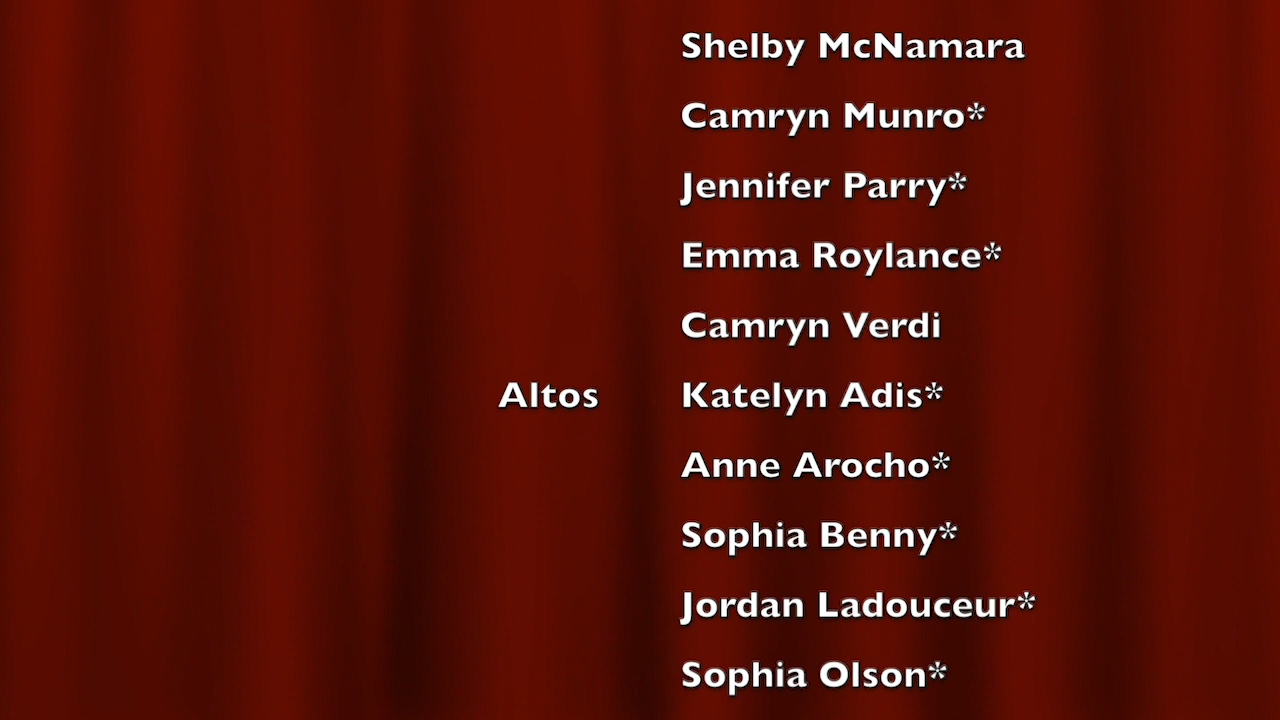 Shelby McNamara
Camryn Munro*
Jennifer Parry*
Emma Roylance*
Camryn Verdi
Altos Katelyn Adis*
Anne Arocho*
Sophia Benny*
Jordan Ladouceur*
Sophia Olson*